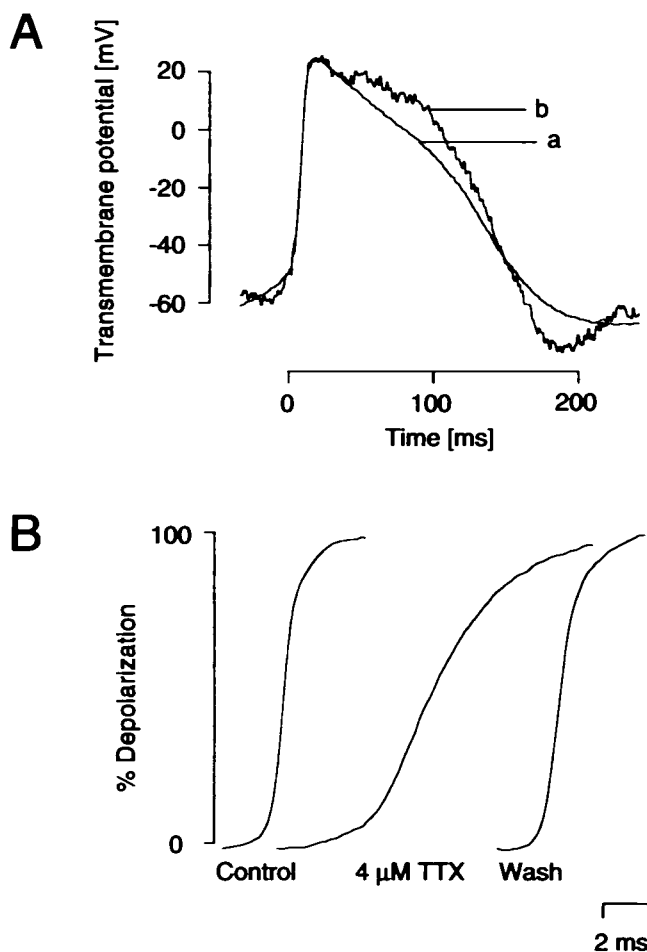 A
Transmembrane potential [mV]
20
0
-20
-40
-60
b
a
0
100
200
Time [ms]
B
% Depolarization
100
0
Control
4 µM TTX
Wash
2 ms